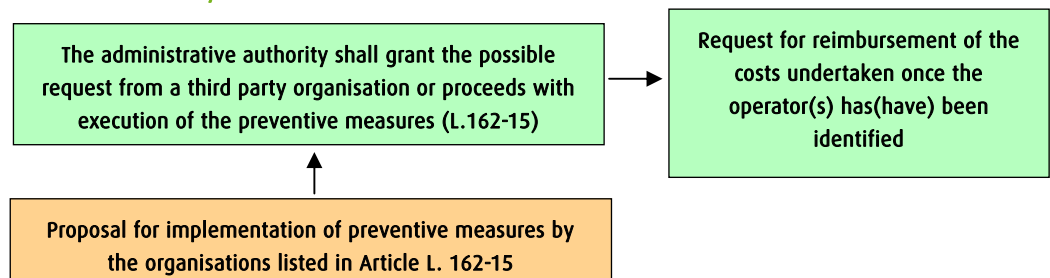 The administrative authority shall grant the possible
request from a third party organisation or proceeds with
execution of the preventive measures (L.162-15)
Request for reimbursement of the
costs undertaken once the
operator(s) has(have) been
identified
Proposal for implementation of preventive measures by
the organisations listed in Article L. 162-15